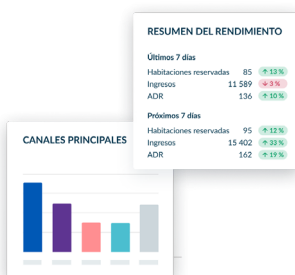 RESUMEN DEL RENDIMIENTO
Últimos 7 días
Habitaciones reservadas 85 ↑ 13 %
Ingresos 11 589 ↓ 3 %
ADR 136 ↑ 10 %
Próximos 7 días
Habitaciones reservadas 95 ↑ 12 %
Ingresos 15 402 ↑ 33 %
ADR 162 ↑ 19 %
CANALES PRINCIPALES